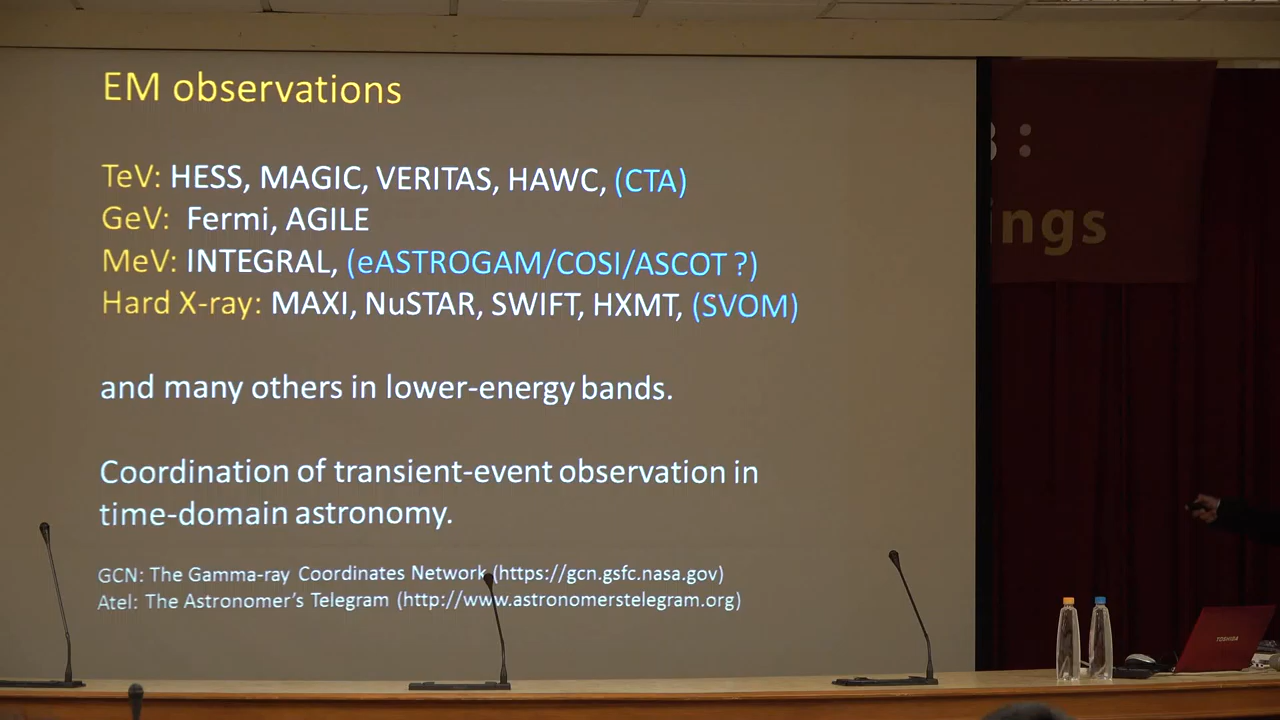 EM observations
TeV: HESS, MAGIC, VERITAS, HAWC, (CTA)
GeV: Fermi, AGILE
MeV: INTEGRAL, (eASTROGAM/COSI/ASCOT ?)
Hard X-ray: MAXI, NuSTAR, SWIFT, HXMT, (SVOM)
and many others in lower-energy bands.
Coordination of transient-event observation in
time-domain astronomy.
GCN: The Gamma-ray Coordinates Network (https://gcn.gsfc.nasa.gov)
Atel: The Astronomer's Telegram (http://www.astronomerstelegram.org)
:
ngs
TOSHIBA